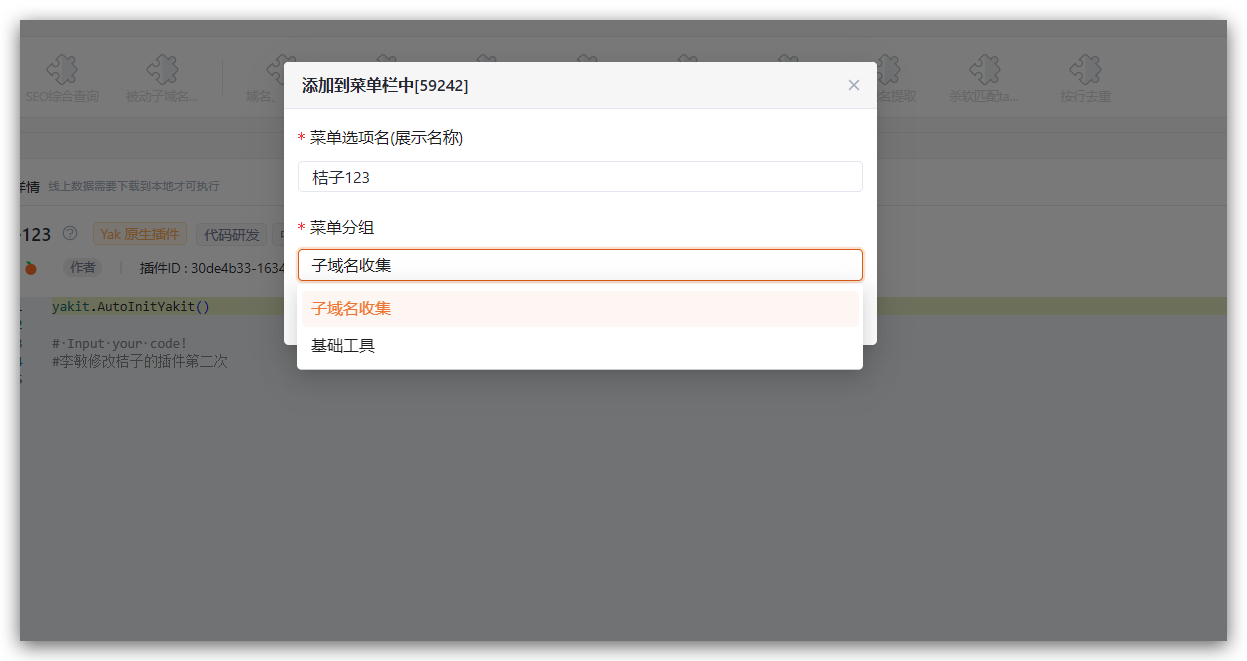 SEO综合查询 被动子域名... 域名、 名提取 杀软匹配ta... 按行去重
添加到菜单栏中[59242]
* 菜单选项名(展示名称)
桔子123
* 菜单分组
子域名收集
子域名收集
基础工具
详情 线上数据需要下载到本地才可执行
123 Yak 原生插件 代码研发
作者 插件ID : 30de4b33-1634
yakit.AutoInitYakit()
2
3 #·Input·your·code!
4 #李敏修改桔子的插件第二次
5